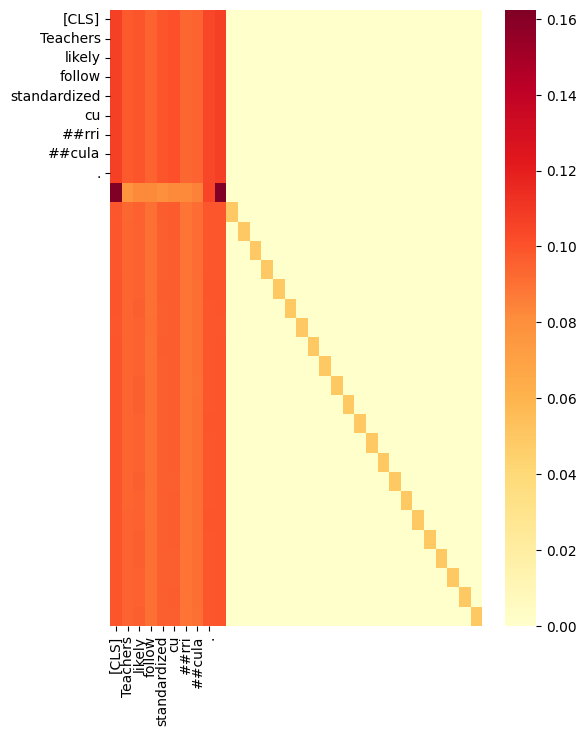 [CLS]
Teachers
likely
follow
standardized
cu
##rri
##cula
.
0.16
0.14
0.12
0.10
0.08
0.06
0.04
0.02
0.00
[CLS]
Teachers
likely
follow
standardized
cu
##rri
##cula
.